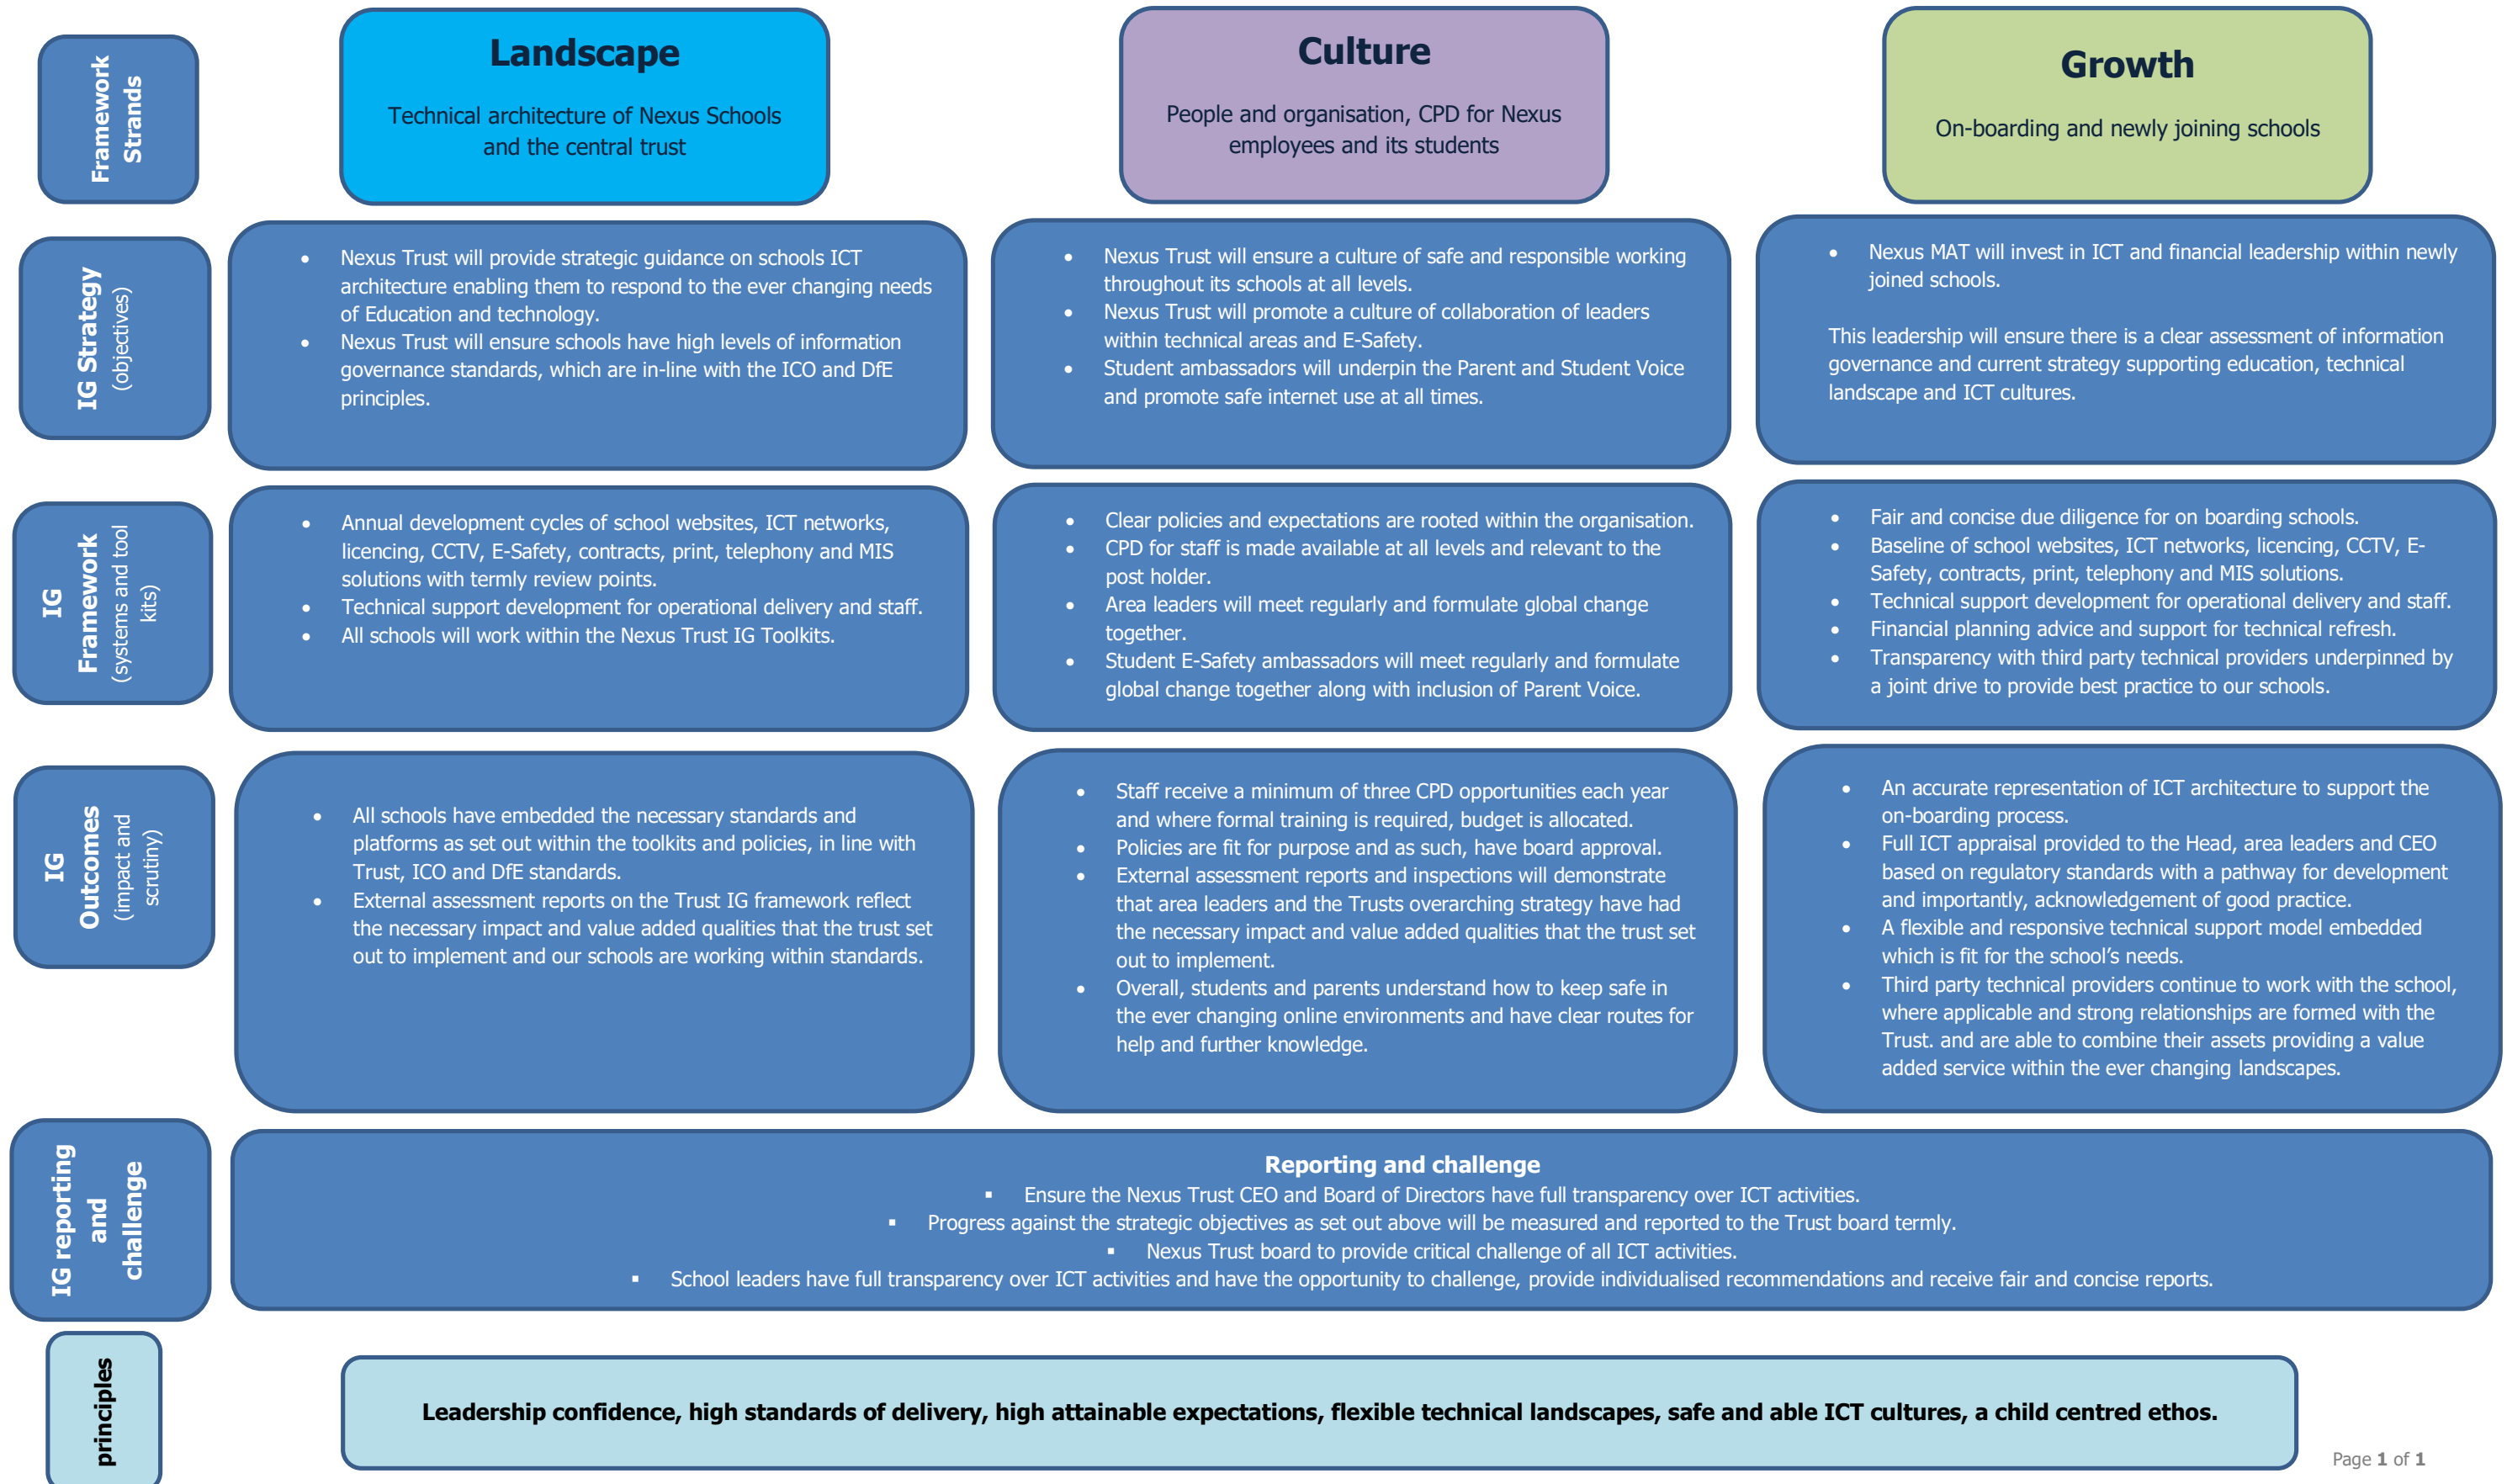 Framework
Strands
Landscape
Technical architecture of Nexus Schools
and the central trust
Culture
People and organisation, CPD for Nexus
employees and its students
Growth
On-boarding and newly joining schools
IG Strategy
(objectives)
• Nexus Trust will provide strategic guidance on schools ICT
architecture enabling them to respond to the ever changing needs
of Education and technology.
• Nexus Trust will ensure schools have high levels of information
governance standards, which are in-line with the ICO and DfE
principles.
• Nexus Trust will ensure a culture of safe and responsible working
throughout its schools at all levels.
• Nexus Trust will promote a culture of collaboration of leaders
within technical areas and E-Safety.
• Student ambassadors will underpin the Parent and Student Voice
and promote safe internet use at all times.
• Nexus MAT will invest in ICT and financial leadership within newly
joined schools.
This leadership will ensure there is a clear assessment of information
governance and current strategy supporting education, technical
landscape and ICT cultures.
IG
Framework
(systems and tool
kits)
• Annual development cycles of school websites, ICT networks,
licencing, CCTV, E-Safety, contracts, print, telephony and MIS
solutions with termly review points.
• Technical support development for operational delivery and staff.
• All schools will work within the Nexus Trust IG Toolkits.
• Clear policies and expectations are rooted within the organisation.
• CPD for staff is made available at all levels and relevant to the
post holder.
• Area leaders will meet regularly and formulate global change
together.
• Student E-Safety ambassadors will meet regularly and formulate
global change together along with inclusion of Parent Voice.
• Fair and concise due diligence for on boarding schools.
• Baseline of school websites, ICT networks, licencing, CCTV, E-
Safety, contracts, print, telephony and MIS solutions.
• Technical support development for operational delivery and staff.
• Financial planning advice and support for technical refresh.
• Transparency with third party technical providers underpinned by
a joint drive to provide best practice to our schools.
IG
Outcomes
(impact and
scrutiny)
• All schools have embedded the necessary standards and
platforms as set out within the toolkits and policies, in line with
Trust, ICO and DfE standards.
• External assessment reports on the Trust IG framework reflect
the necessary impact and value added qualities that the trust set
out to implement and our schools are working within standards.
• Staff receive a minimum of three CPD opportunities each year
and where formal training is required, budget is allocated.
• Policies are fit for purpose and as such, have board approval.
• External assessment reports and inspections will demonstrate
that area leaders and the Trusts overarching strategy have had
the necessary impact and value added qualities that the trust set
out to implement.
• Overall, students and parents understand how to keep safe in
the ever changing online environments and have clear routes for
help and further knowledge.
• An accurate representation of ICT architecture to support the
on-boarding process.
• Full ICT appraisal provided to the Head, area leaders and CEO
based on regulatory standards with a pathway for development
and importantly, acknowledgement of good practice.
• A flexible and responsive technical support model embedded
which is fit for the school’s needs.
• Third party technical providers continue to work with the school,
where applicable and strong relationships are formed with the
Trust. and are able to combine their assets providing a value
added service within the ever changing landscapes.
IG reporting
and
challenge
Reporting and challenge
▪ Ensure the Nexus Trust CEO and Board of Directors have full transparency over ICT activities.
▪ Progress against the strategic objectives as set out above will be measured and reported to the Trust board termly.
▪ Nexus Trust board to provide critical challenge of all ICT activities.
▪ School leaders have full transparency over ICT activities and have the opportunity to challenge, provide individualised recommendations and receive fair and concise reports.
principles
Leadership confidence, high standards of delivery, high attainable expectations, flexible technical landscapes, safe and able ICT cultures, a child centred ethos.
Page 1 of 1